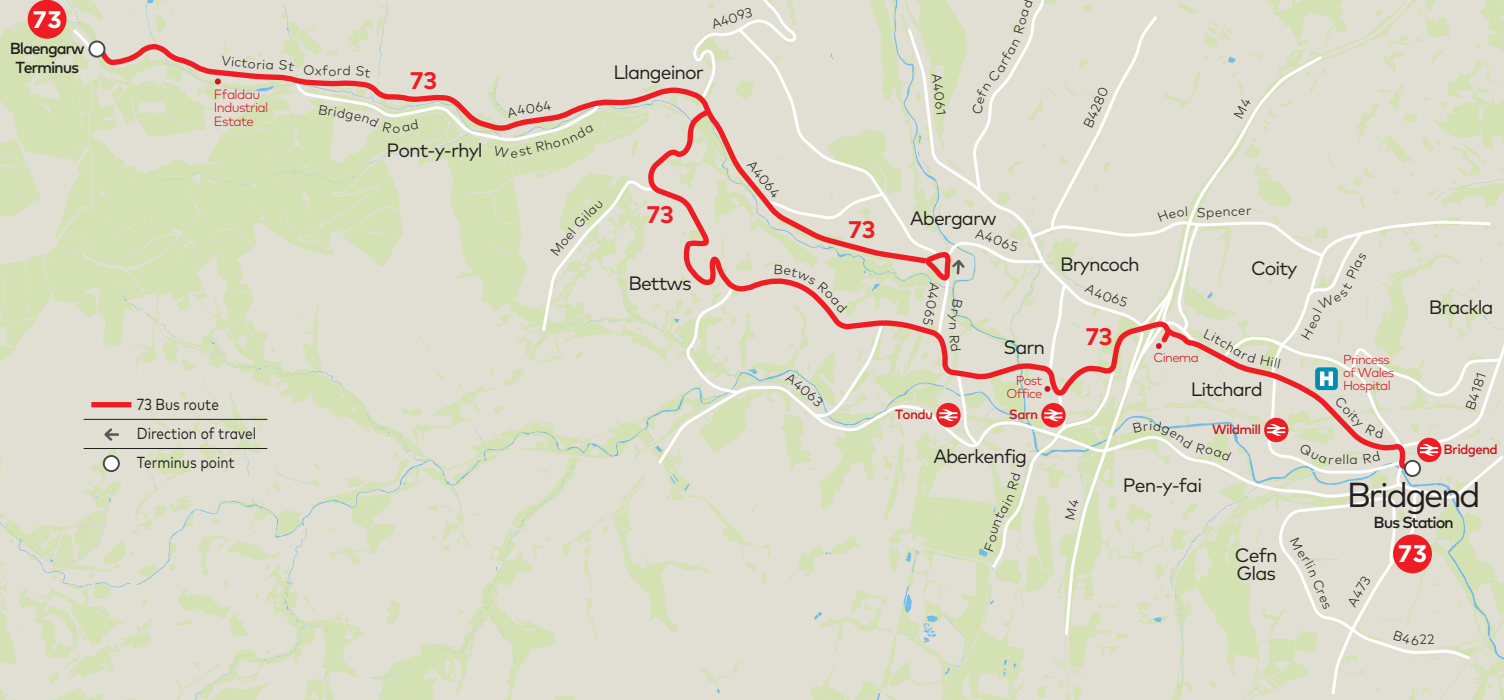 73
Blaengarw
Terminus
Victoria St
Oxford St
73
Ffaldau
Industrial
Estate
Bridgend Road
Pont-y-rhyl
A4064
West Rhonnda
Llangeinor
A4093
A4061
Cefn Carfan Road
B4280
M4
A4064
73
73
Moel Gilau
Bettws
Betws Road
Abergarw
A4065
A4065
Bryn Rd
Bryncoch
A4065
Heol Spencer
Coity
Heol West Plas
Brackla
Sarn
73
Cinema
Litchard Hill
Litchard
Princess
of Wales
Hospital
H
B4181
Post
Office
A4063
Tondu
Sarn
Wildmill
Coity Rd
Bridgend
Quarella Rd
Bridgend Road
Aberkenfig
Pen-y-fai
Fountain Rd
M4
Bridgend
Bus Station
73
Cefn
Glas
Merlin Cres
A473
B4622
73 Bus route
Direction of travel
Terminus point